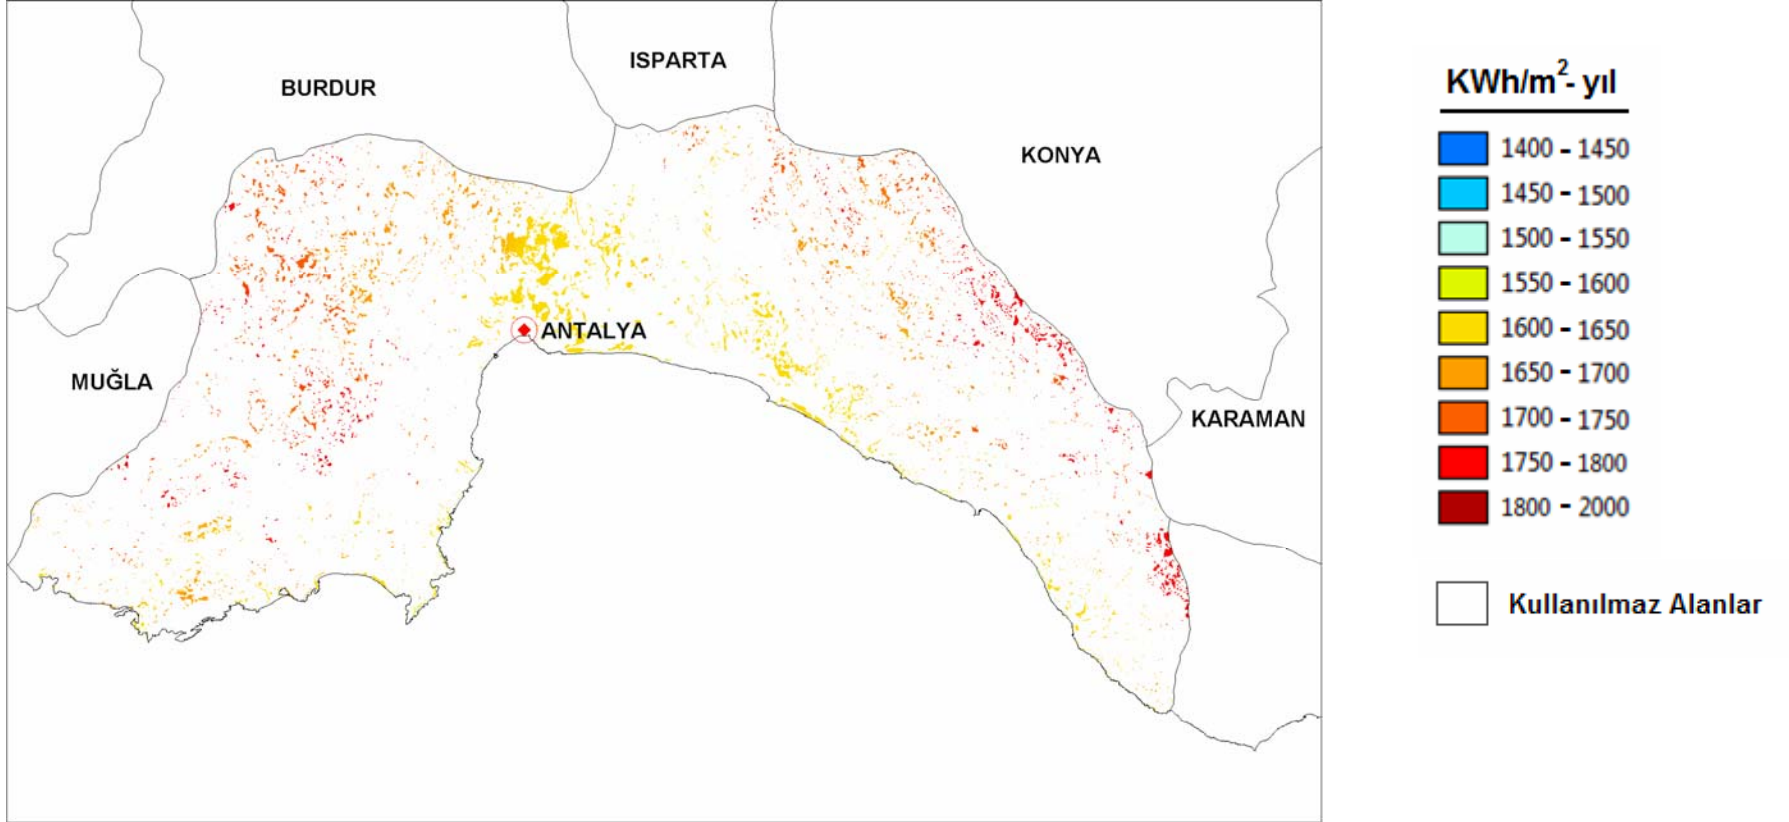 ISPARTA
BURDUR
KONYA
ANTALYA
MUĞLA
KARAMAN
KWh/m²- yıl
1400 - 1450
1450 - 1500
1500 - 1550
1550 - 1600
1600 - 1650
1650 - 1700
1700 - 1750
1750 - 1800
1800 - 2000
Kullanılmaz Alanlar